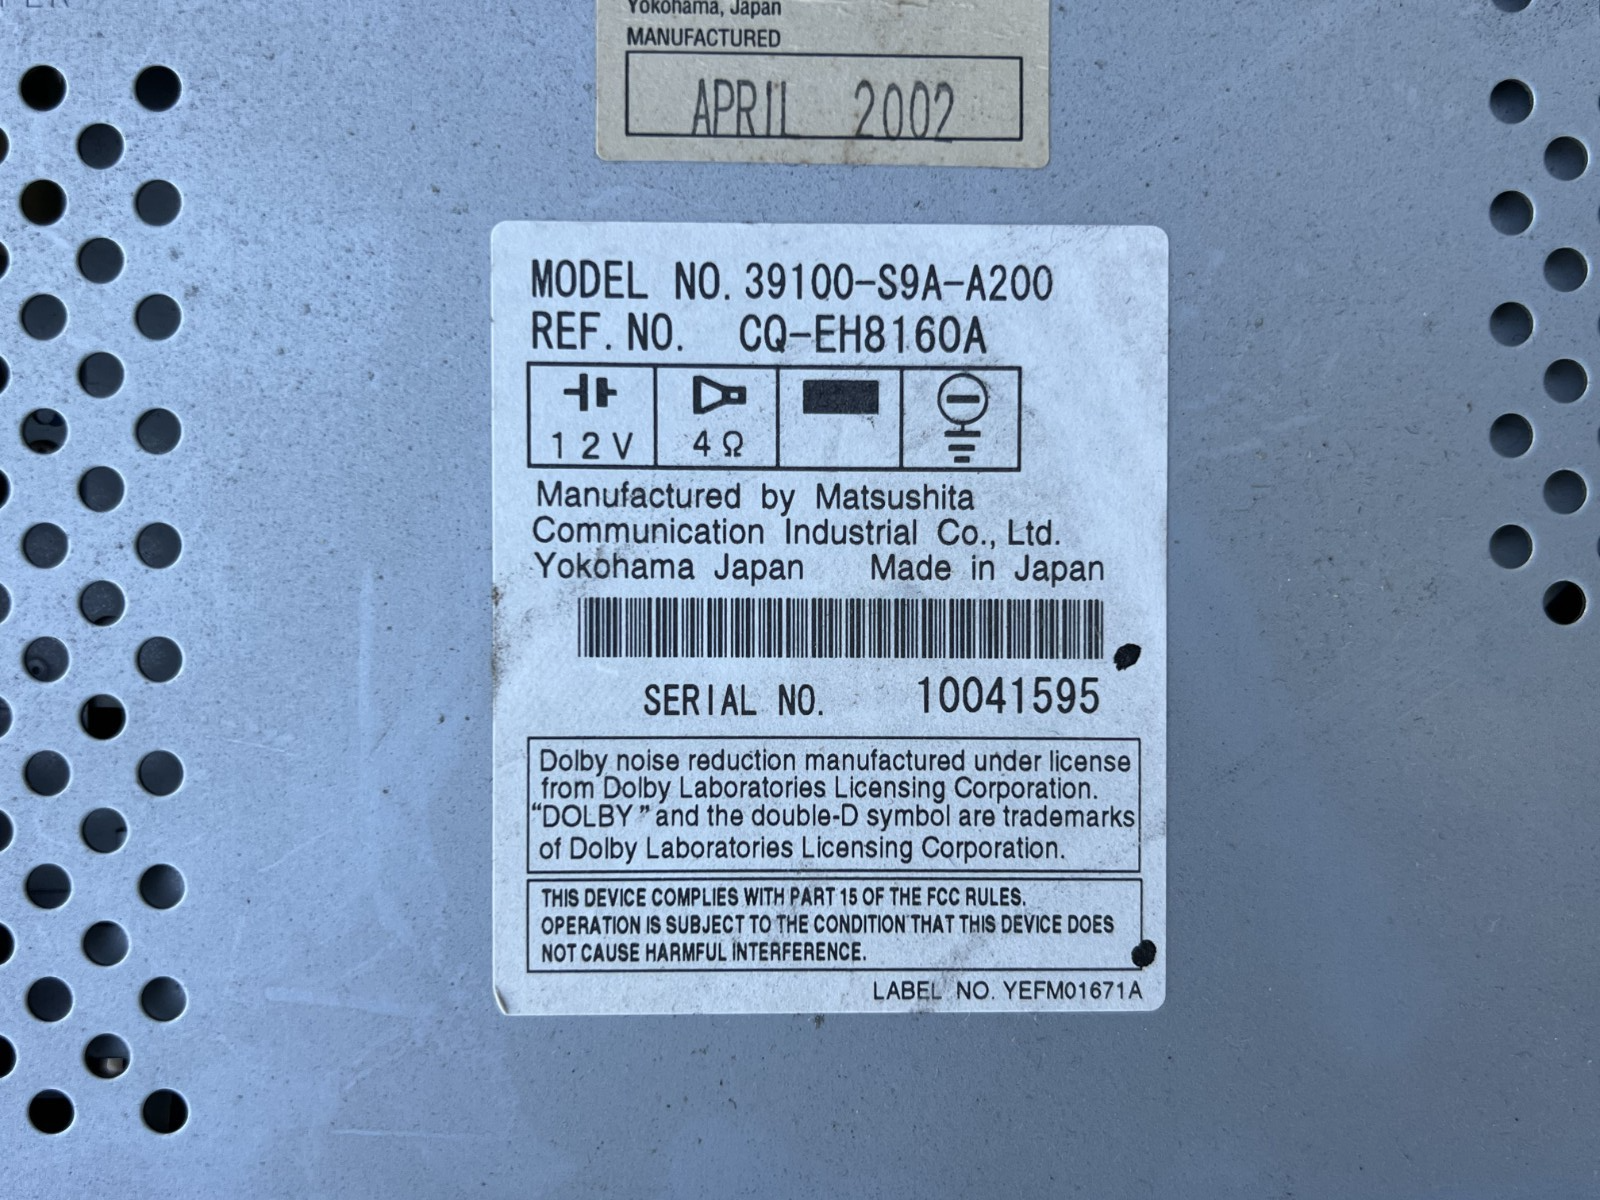 Yokohama, Japan
MANUFACTURED
APRIL 2002
MODEL NO. 39100-S9A-A200
REF. NO. CQ-EH8160A
12V 4Ω
Manufactured by Matsushita
Communication Industrial Co., Ltd.
Yokohama Japan Made in Japan
SERIAL NO. 10041595
Dolby noise reduction manufactured under license
from Dolby Laboratories Licensing Corporation.
“DOLBY” and the double-D symbol are trademarks
of Dolby Laboratories Licensing Corporation.
THIS DEVICE COMPLIES WITH PART 15 OF THE FCC RULES.
OPERATION IS SUBJECT TO THE CONDITION THAT THIS DEVICE DOES
NOT CAUSE HARMFUL INTERFERENCE.
LABEL NO. YEFM01671A